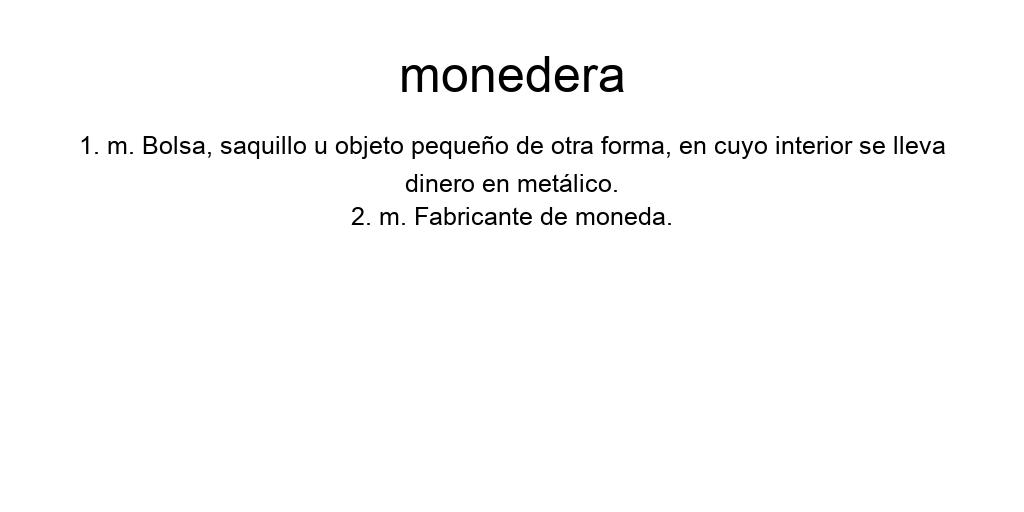 monedera
1. m. Bolsa, saquillo u objeto pequeño de otra forma, en cuyo interior se lleva
dinero en metálico.
2. m. Fabricante de moneda.